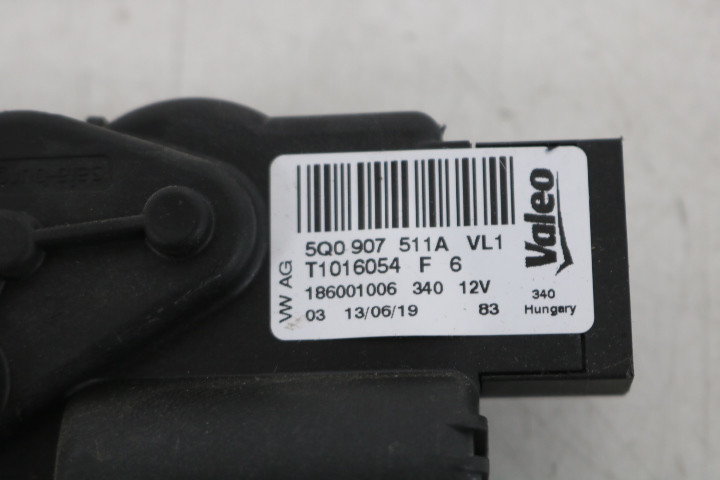 5Q0 907 511A VL1
T1016054 F 6
186001006 340 12V
03 13/06/19 83
VW AG
Valeo
340
Hungary